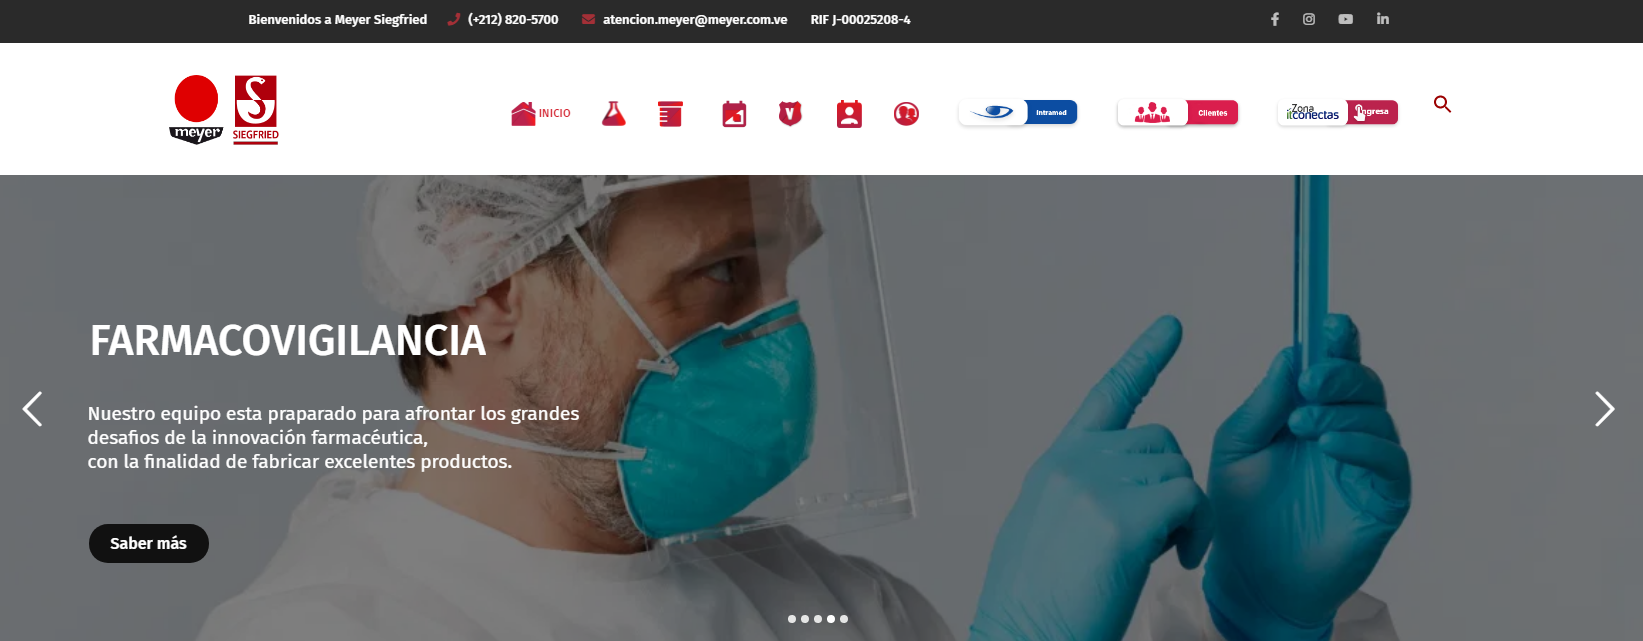 Bienvenidos a Meyer Siegfried (+212) 820-5700 atencion.meyer@meyer.com.ve RIF J-00025208-4
meyer SIEGFRIED
INICIO
V
Intramed
Clientes
Zona
itconectas
Ingresa
FARMACOVIGILANCIA
Nuestro equipo esta praparado para afrontar los grandes
desafios de la innovación farmacéutica,
con la finalidad de fabricar excelentes productos.
Saber más